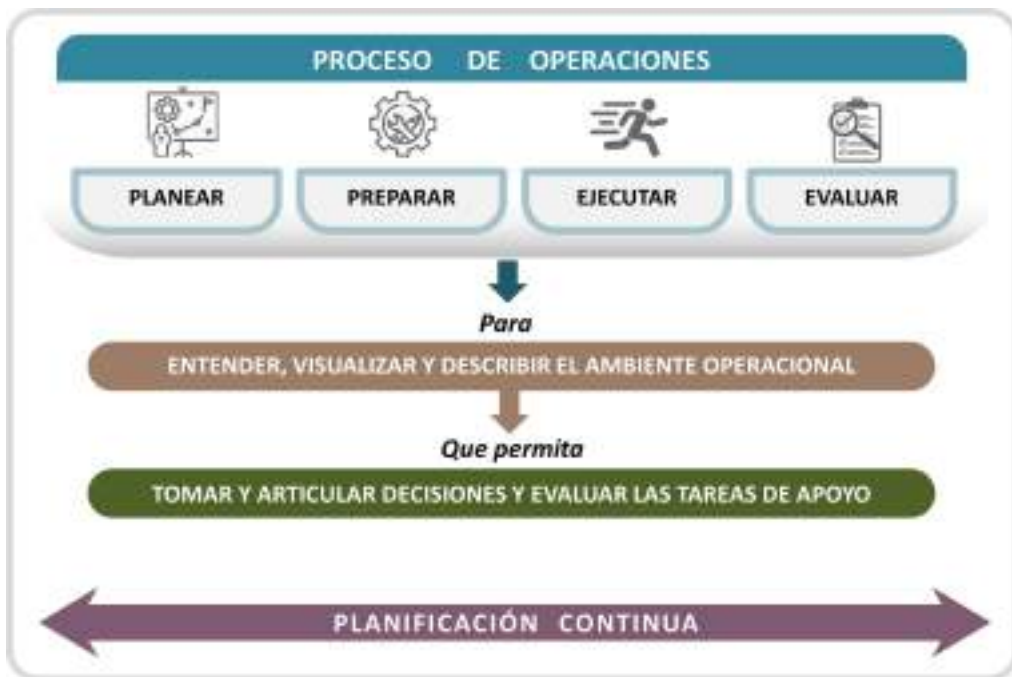 PROCESO DE OPERACIONES
PLANEAR
PREPARAR
EJECUTAR
EVALUAR
Para
ENTENDER, VISUALIZAR Y DESCRIBIR EL AMBIENTE OPERACIONAL
Que permita
TOMAR Y ARTICULAR DECISIONES Y EVALUAR LAS TAREAS DE APOYO
PLANIFICACIÓN CONTINUA